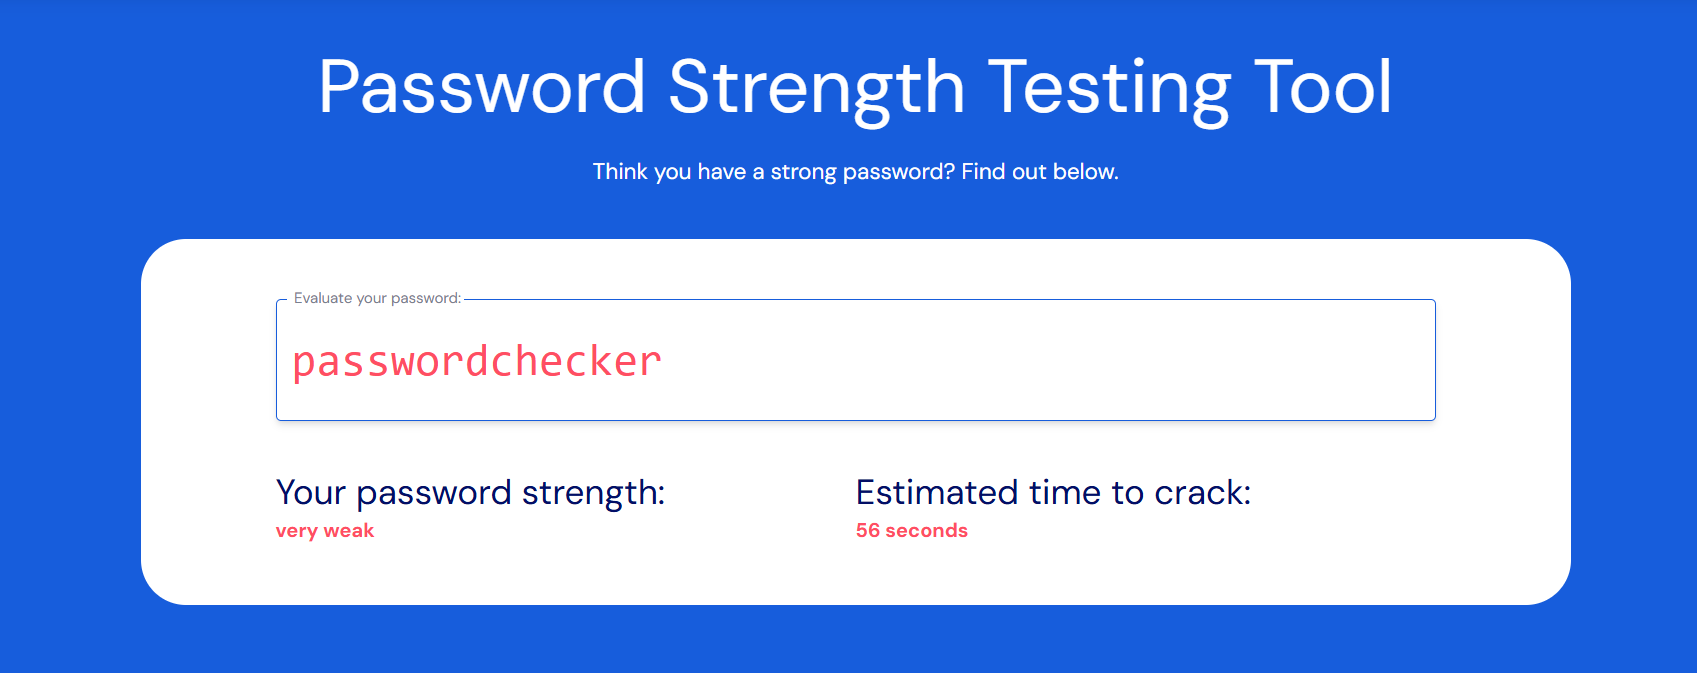 Password Strength Testing Tool
Think you have a strong password? Find out below.
Evaluate your password:
passwordchecker
Your password strength:
very weak
Estimated time to crack:
56 seconds